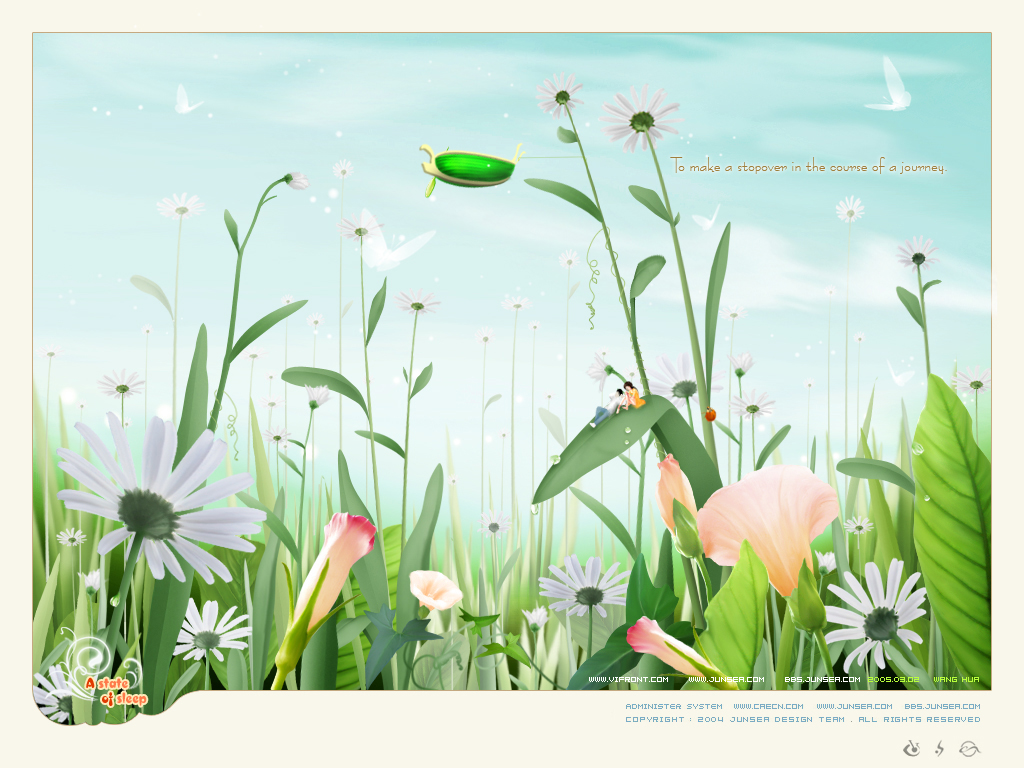 To make a stopover in the course of a journey.
A state
of sleep
WWW.VIFRONT.COM WWW.JUNSEA.COM BBS.JUNSEA.COM 2005.03.02 WANG HUA
ADMINISTER SYSTEM WWW.CRECN.COM WWW.JUNSEA.COM BBS.JUNSEA.COM
COPYRIGHT : 2004 JUNSEA DESIGN TEAM . ALL RIGHTS RESERVED